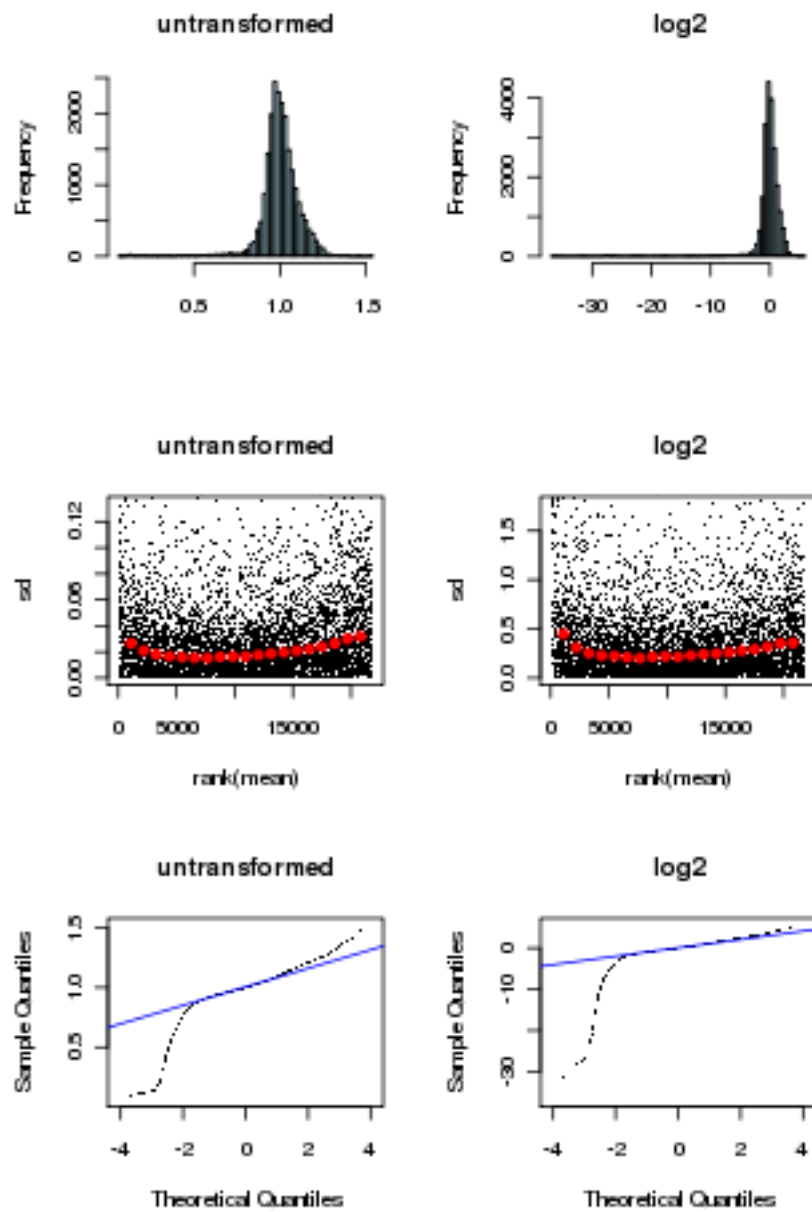 untransformed
log2
Frequency
0 1000 2000
0.5 1.0 1.5
Frequency
0 2000 4000
-30 -20 -10 0
untransformed
log2
sd
0.00 0.06 0.12
0 5000 15000
rank(mean)
sd
0.0 0.5 1.0 1.5
0 5000 15000
rank(mean)
untransformed
log2
Sample Quantiles
0.5 1.0 1.5
-4 -2 0 2 4
Theoretical Quantiles
Sample Quantiles
-30 -10 0
-4 -2 0 2 4
Theoretical Quantiles